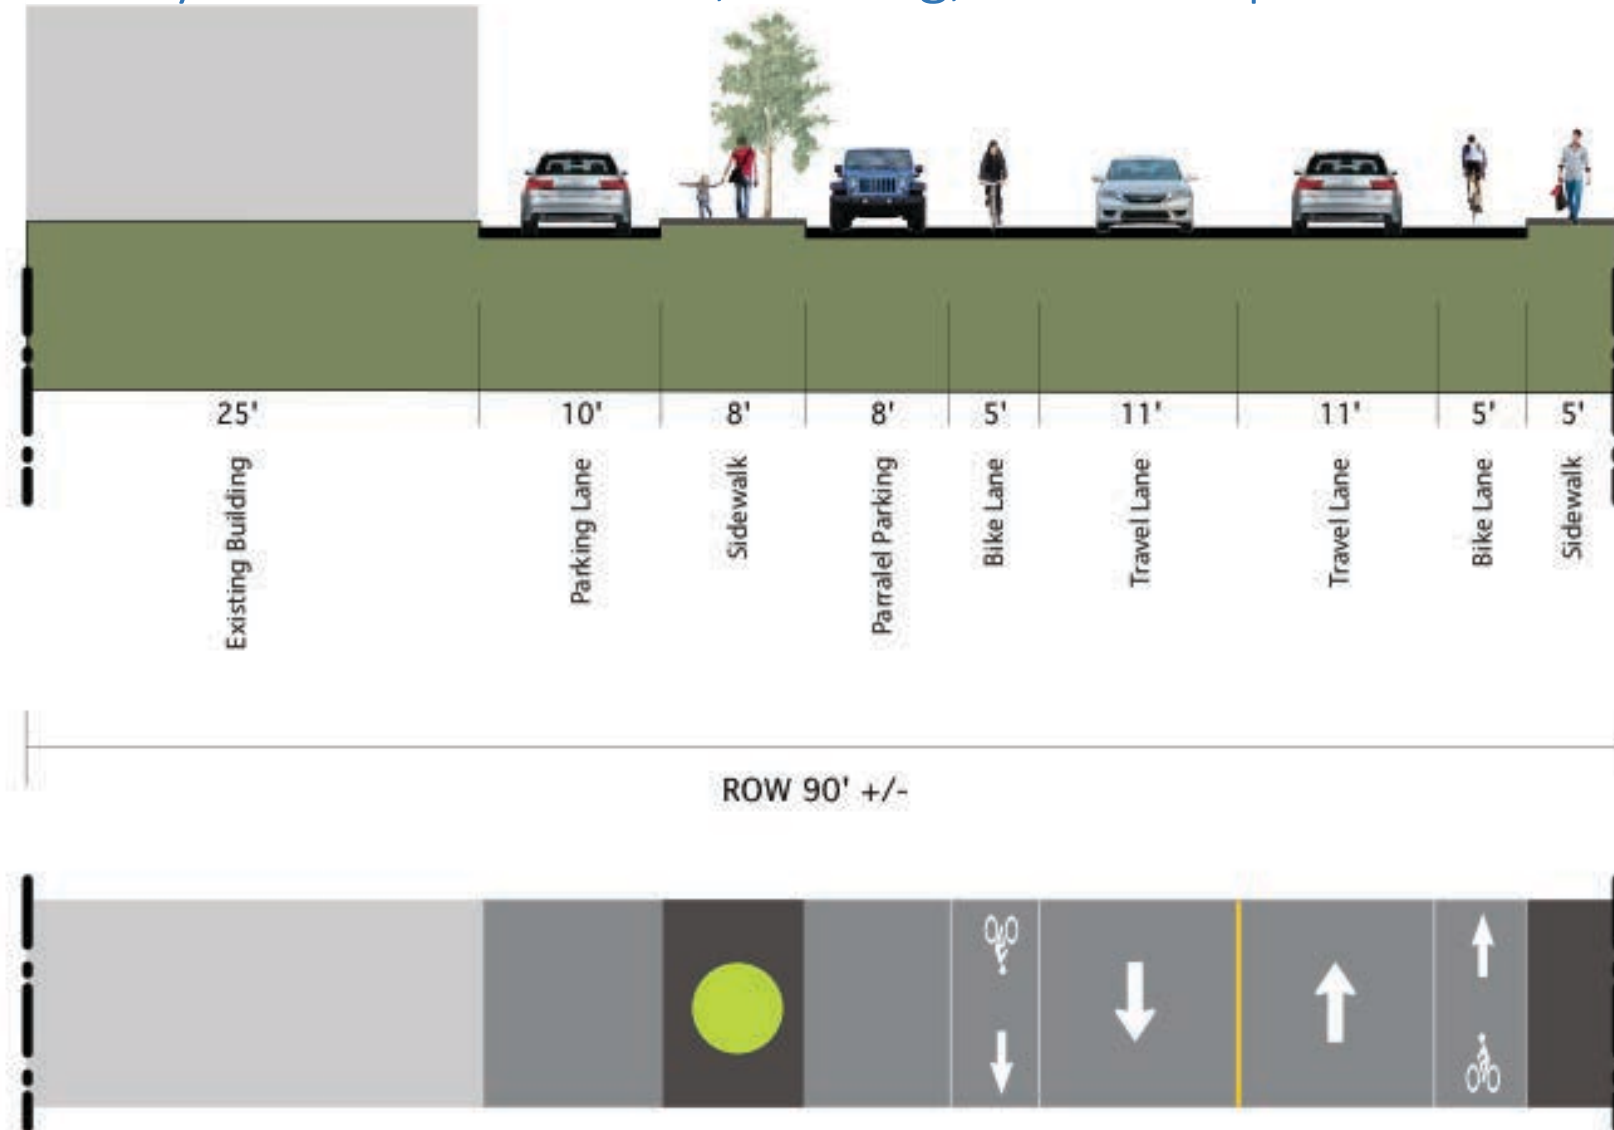 25' 10' 8' 8' 5' 11' 11' 5' 5'
Existing Building
Parking Lane
Sidewalk
Parralel Parking
Bike Lane
Travel Lane
Travel Lane
Bike Lane
Sidewalk
ROW 90' +/-